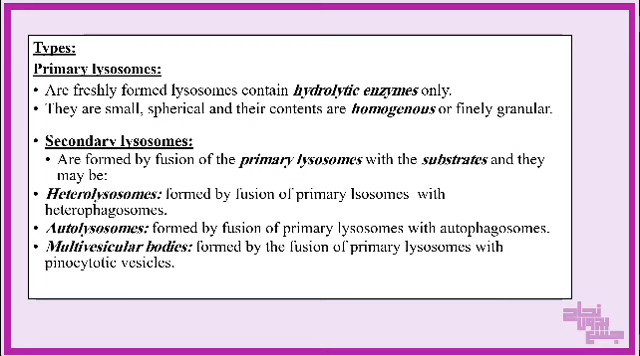 Types:
Primary lysosomes:
• Are freshly formed lysosomes contain hydrolytic enzymes only.
• They are small, spherical and their contents are homogenous or finely granular.
• Secondary lysosomes:
• Are formed by fusion of the primary lysosomes with the substrates and they
may be:
• Heterolysosomes: formed by fusion of primary lsosomes with
heterophagosomes.
• Autolysosomes: formed by fusion of primary lysosomes with autophagosomes.
• Multivesicular bodies: formed by the fusion of primary lysosomes with
pinocytotic vesicles.